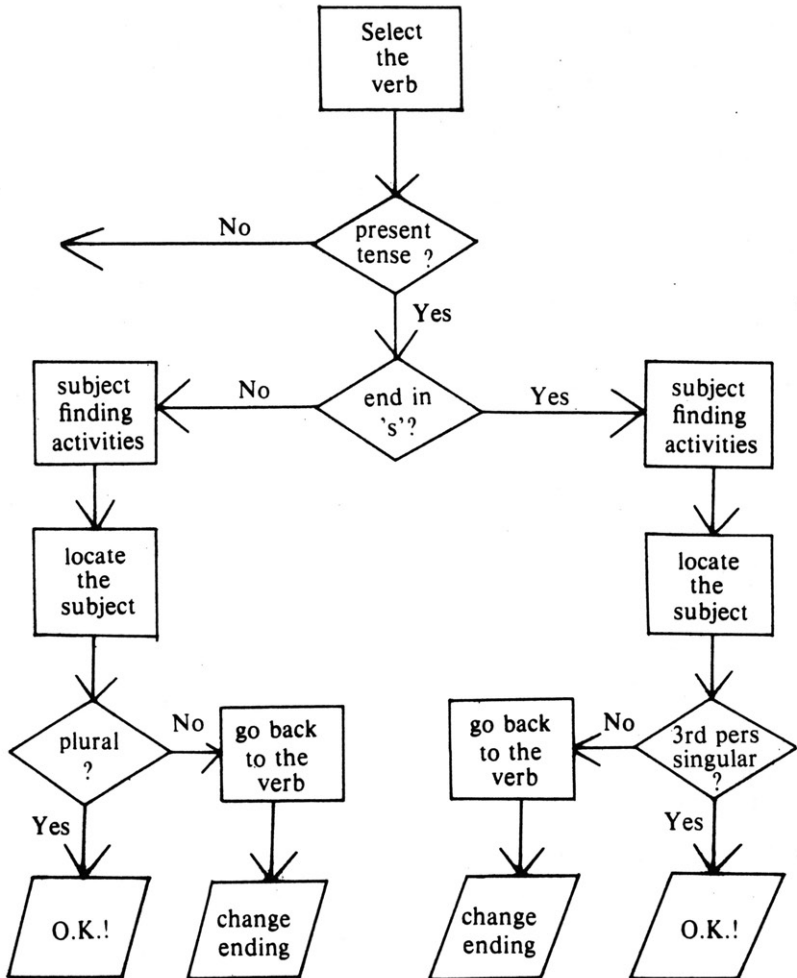 Select
the
verb
No
present
tense ?
Yes
subject
finding
activities
No
end in
's'?
Yes
subject
finding
activities
locate
the
subject
locate
the
subject
plural
?
No
go back
to the
verb
go back
to the
verb
No
3rd pers
singular
?
Yes
Yes
O.K.!
change
ending
change
ending
O.K.!